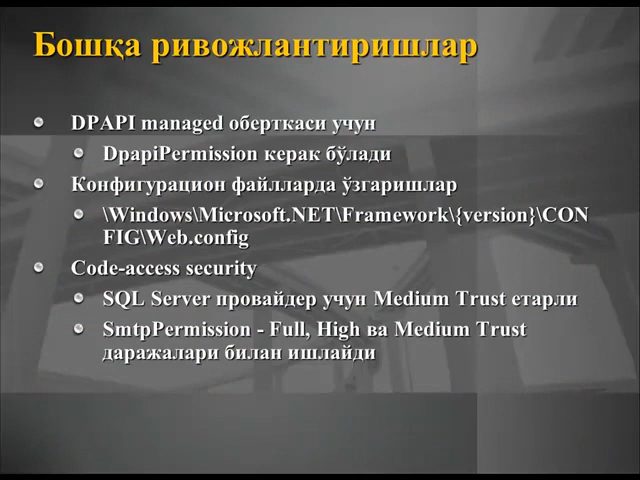 Бошқа ривожлантиришлар
DPAPI managed оберткаси учун
DpapiPermission керак бўлади
Конфигурацион файлларда ўзгаришлар
\Windows\Microsoft.NET\Framework\{version}\CON
FIG\Web.config
Code-access security
SQL Server провайдер учун Medium Trust етарли
SmtpPermission - Full, High ва Medium Trust
даражалари билан ишлайди